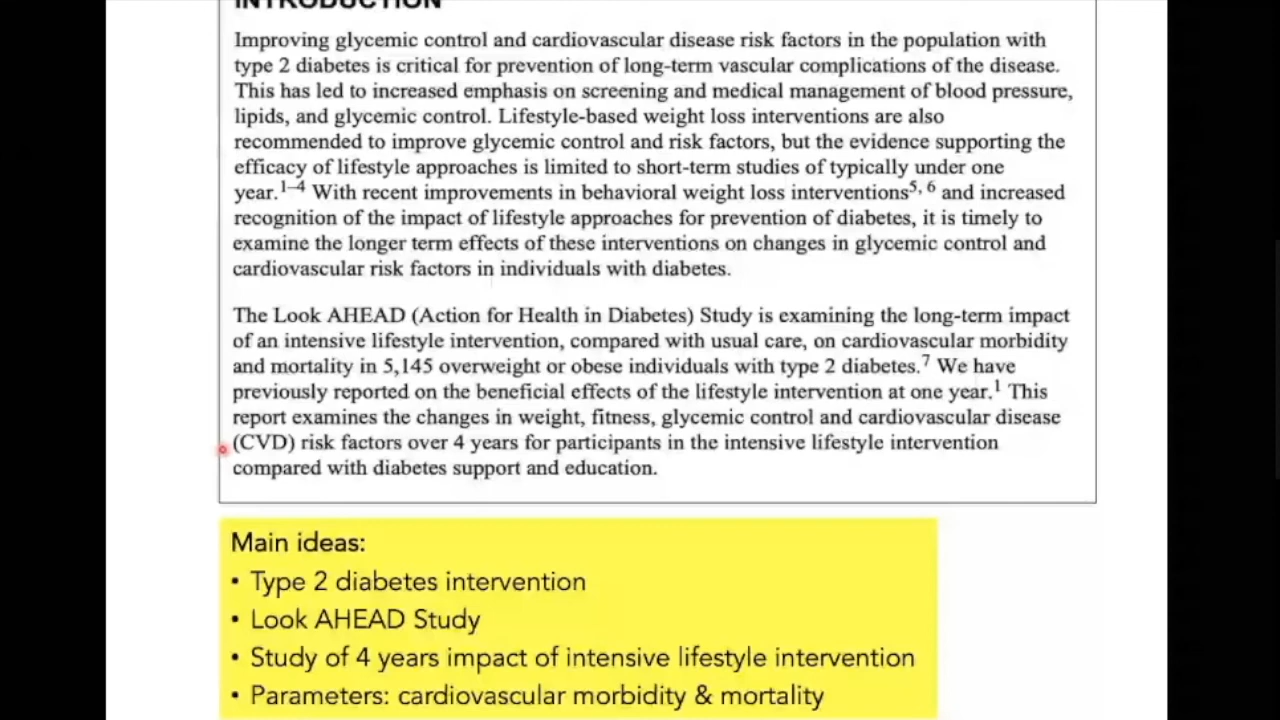 INTRODUCTION
Improving glycemic control and cardiovascular disease risk factors in the population with
type 2 diabetes is critical for prevention of long-term vascular complications of the disease.
This has led to increased emphasis on screening and medical management of blood pressure,
lipids, and glycemic control. Lifestyle-based weight loss interventions are also
recommended to improve glycemic control and risk factors, but the evidence supporting the
efficacy of lifestyle approaches is limited to short-term studies of typically under one
year.1–4 With recent improvements in behavioral weight loss interventions5, 6 and increased
recognition of the impact of lifestyle approaches for prevention of diabetes, it is timely to
examine the longer term effects of these interventions on changes in glycemic control and
cardiovascular risk factors in individuals with diabetes.
The Look AHEAD (Action for Health in Diabetes) Study is examining the long-term impact
of an intensive lifestyle intervention, compared with usual care, on cardiovascular morbidity
and mortality in 5,145 overweight or obese individuals with type 2 diabetes.7 We have
previously reported on the beneficial effects of the lifestyle intervention at one year.1 This
report examines the changes in weight, fitness, glycemic control and cardiovascular disease
(CVD) risk factors over 4 years for participants in the intensive lifestyle intervention
compared with diabetes support and education.
Main ideas:
• Type 2 diabetes intervention
• Look AHEAD Study
• Study of 4 years impact of intensive lifestyle intervention
• Parameters: cardiovascular morbidity & mortality